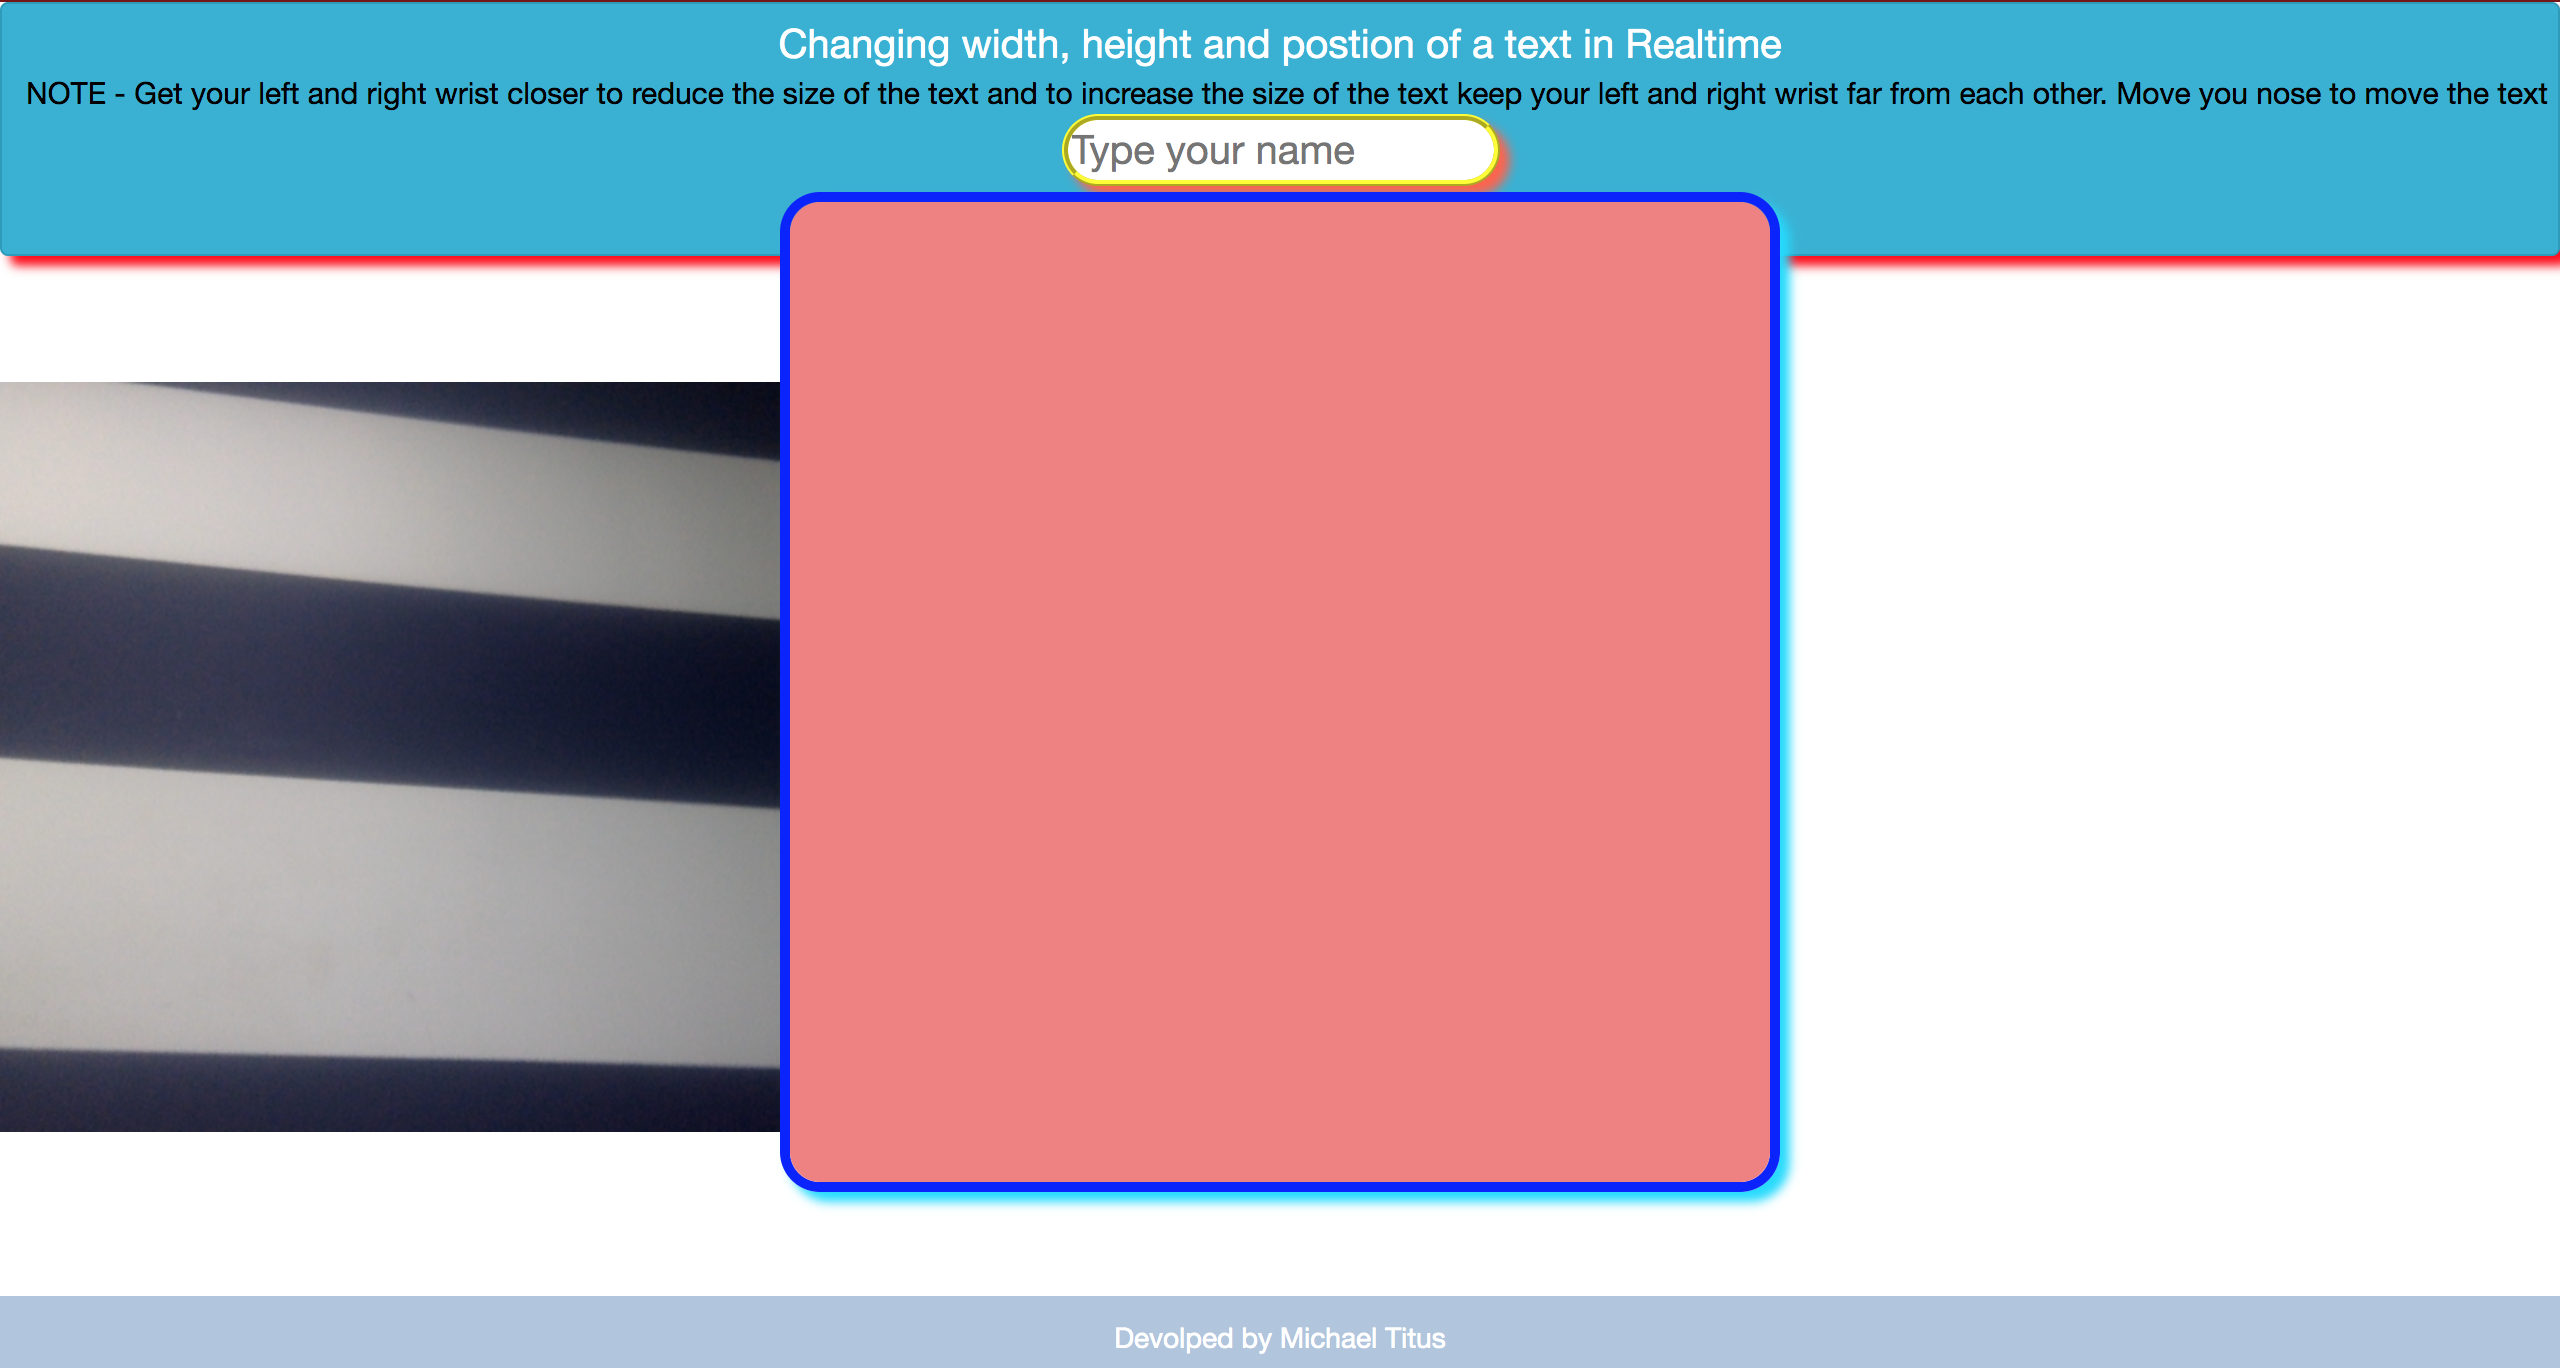 Changing width, height and postion of a text in Realtime
NOTE - Get your left and right wrist closer to reduce the size of the text and to increase the size of the text keep your left and right wrist far from each other. Move you nose to move the text
Type your name
Devolped by Michael Titus